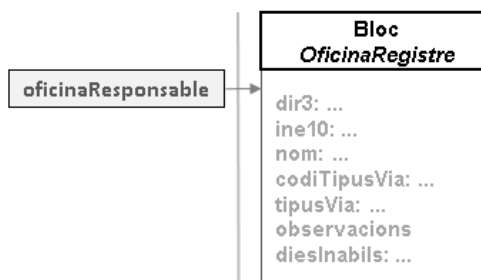 Bloc
OficinaRegistre
oficinaResponsable
dir3: ...
ine10: ...
nom: ...
codiTipusVia: ...
tipusVia: ...
observacions
diesInabils: ...